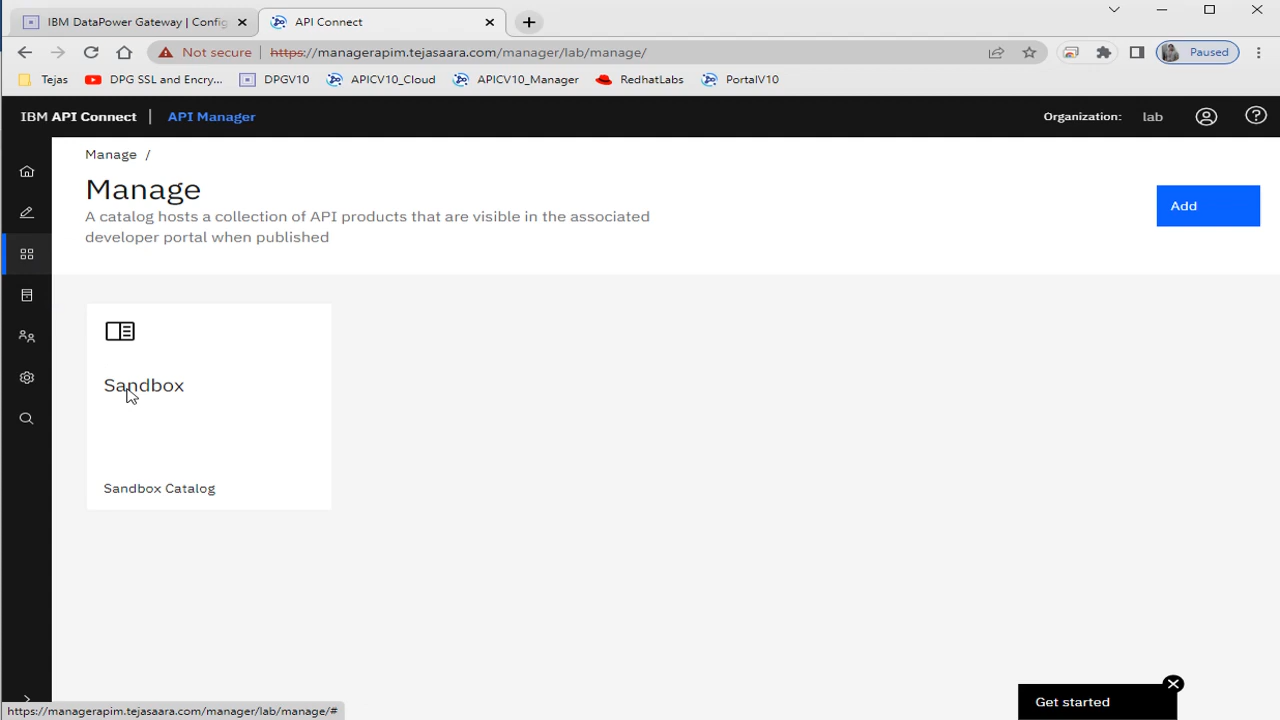 IBM DataPower Gateway | Config
API Connect
Not secure
https://managerapim.tejasaara.com/manager/lab/manage/
Paused
Tejas
DPG SSL and Encry...
DPGV10
APICV10_Cloud
APICV10_Manager
RedhatLabs
PortalV10
IBM API Connect | API Manager
Organization: lab
Manage /
Manage
A catalog hosts a collection of API products that are visible in the associated
developer portal when published
Add
Sandbox
Sandbox Catalog
https://managerapim.tejasaara.com/manager/lab/manage/#
Get started